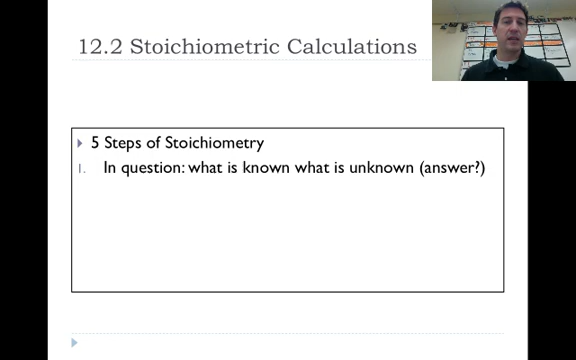 12.2 Stoichiometric Calculations
5 Steps of Stoichiometry
1. In question: what is known what is unknown (answer?)